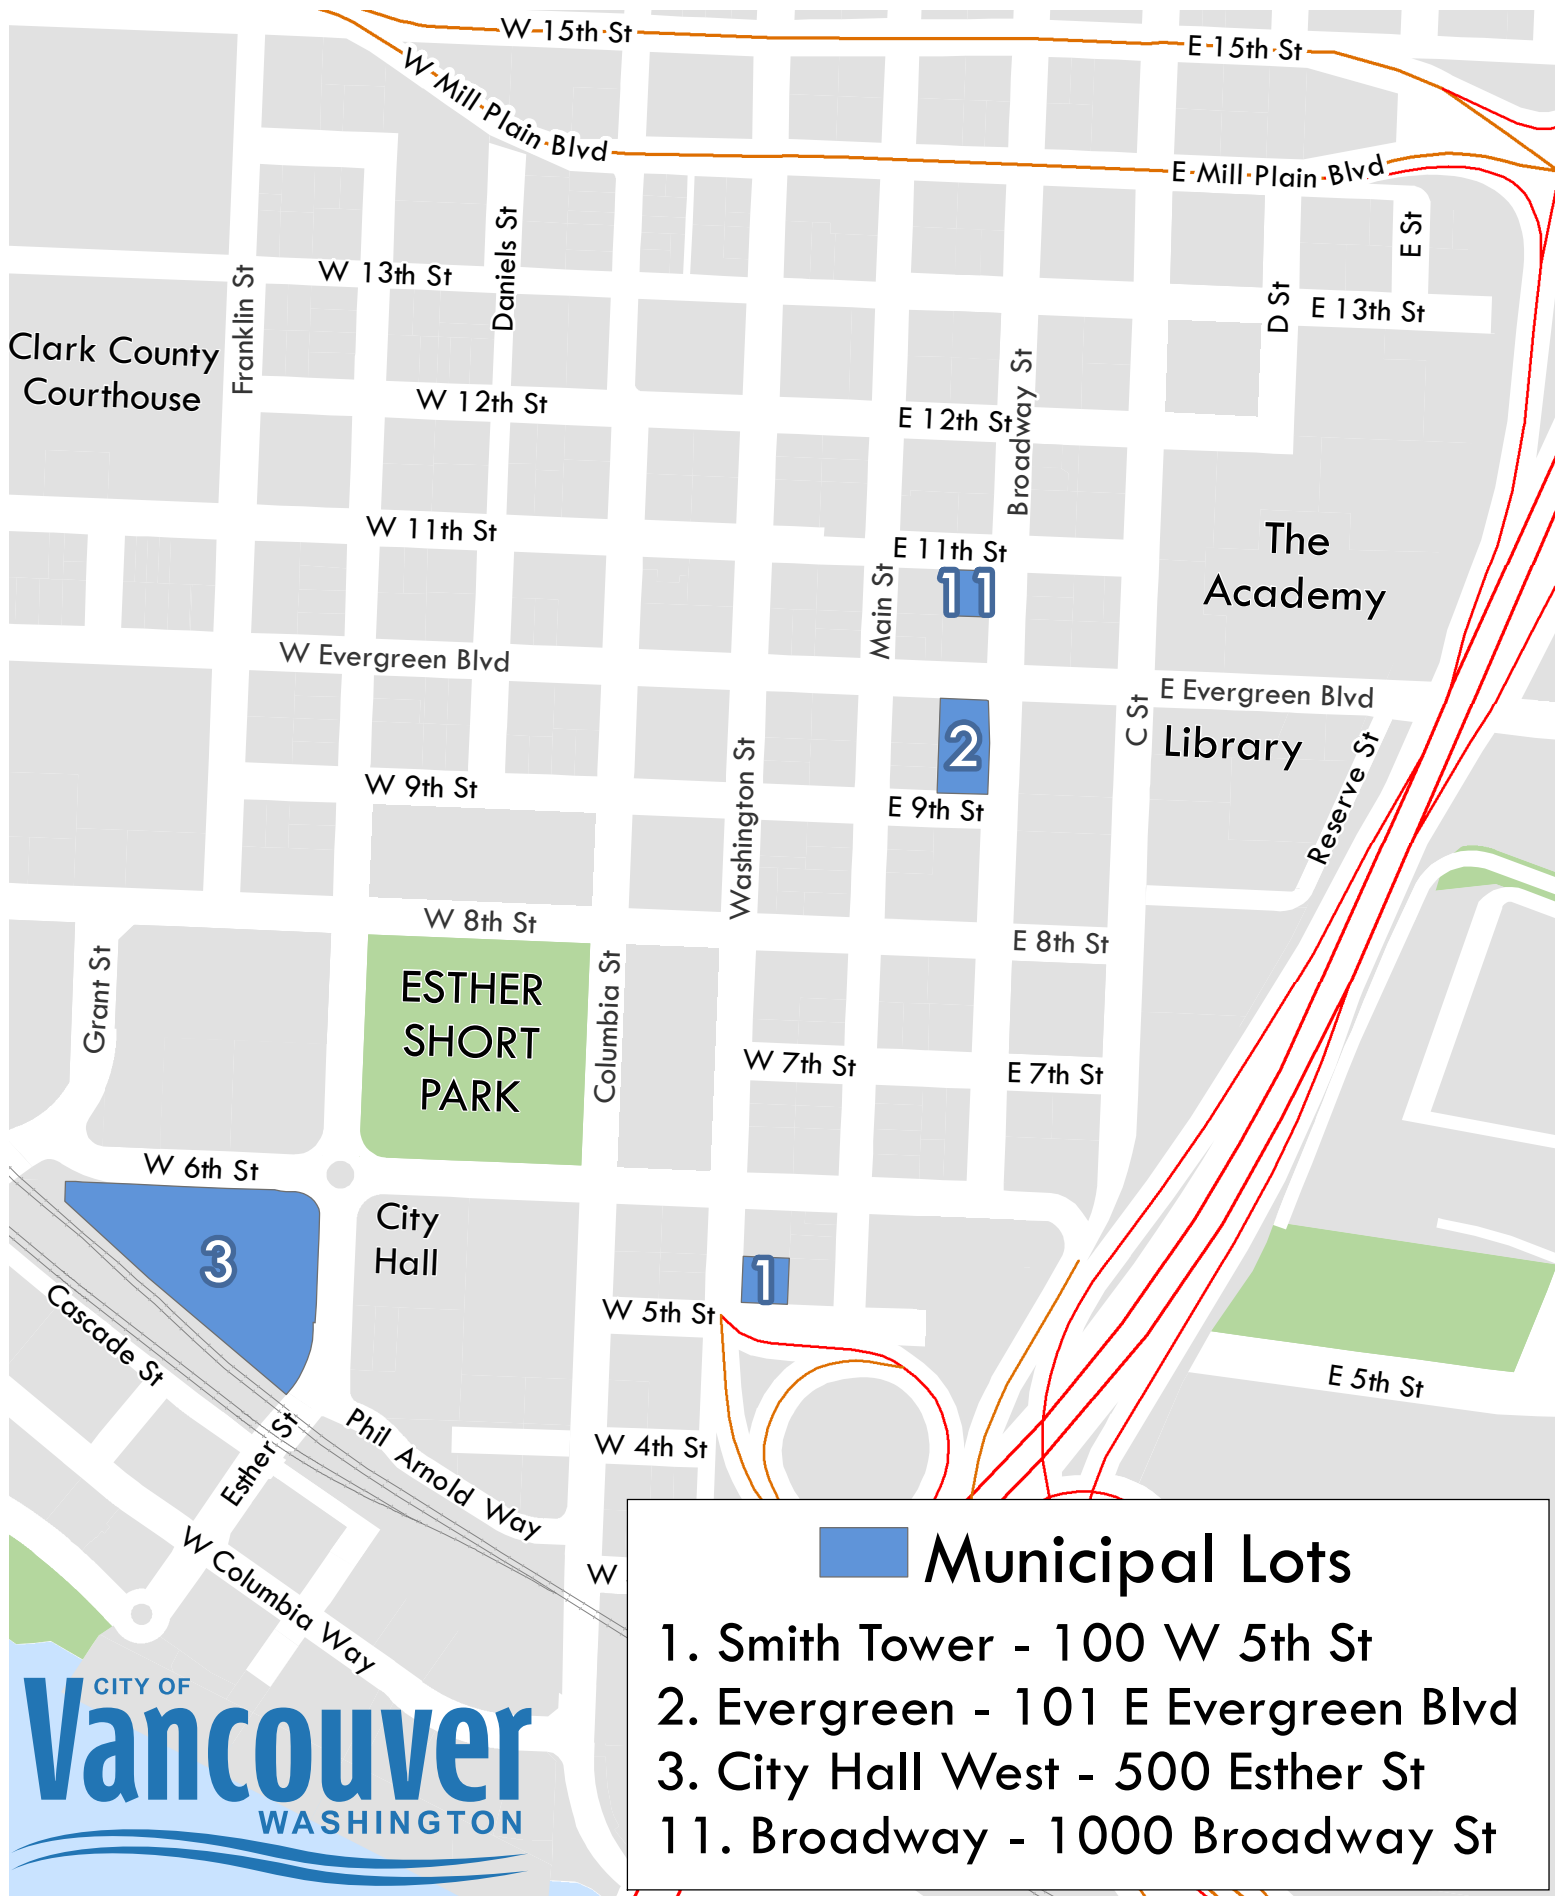 W 15th St
E 15th St
W Mill Plain Blvd
E Mill Plain Blvd
Daniels St
E St
W 13th St
Franklin St
D St
E 13th St
Clark County
Courthouse
Broadway St
W 12th St
E 12th St
W 11th St
E 11th St
The
Academy
11
Main St
W Evergreen Blvd
E Evergreen Blvd
C St
Library
2
Reserve St
Washington St
W 9th St
E 9th St
W 8th St
E 8th St
Grant St
ESTHER
SHORT
PARK
Columbia St
W 7th St
E 7th St
W 6th St
City
Hall
3
1
Cascade St
W 5th St
E 5th St
Phil Arnold Way
W 4th St
Esther St
W Columbia Way
W
Municipal Lots
1. Smith Tower - 100 W 5th St
2. Evergreen - 101 E Evergreen Blvd
3. City Hall West - 500 Esther St
11. Broadway - 1000 Broadway St
CITY OF
Vancouver
WASHINGTON